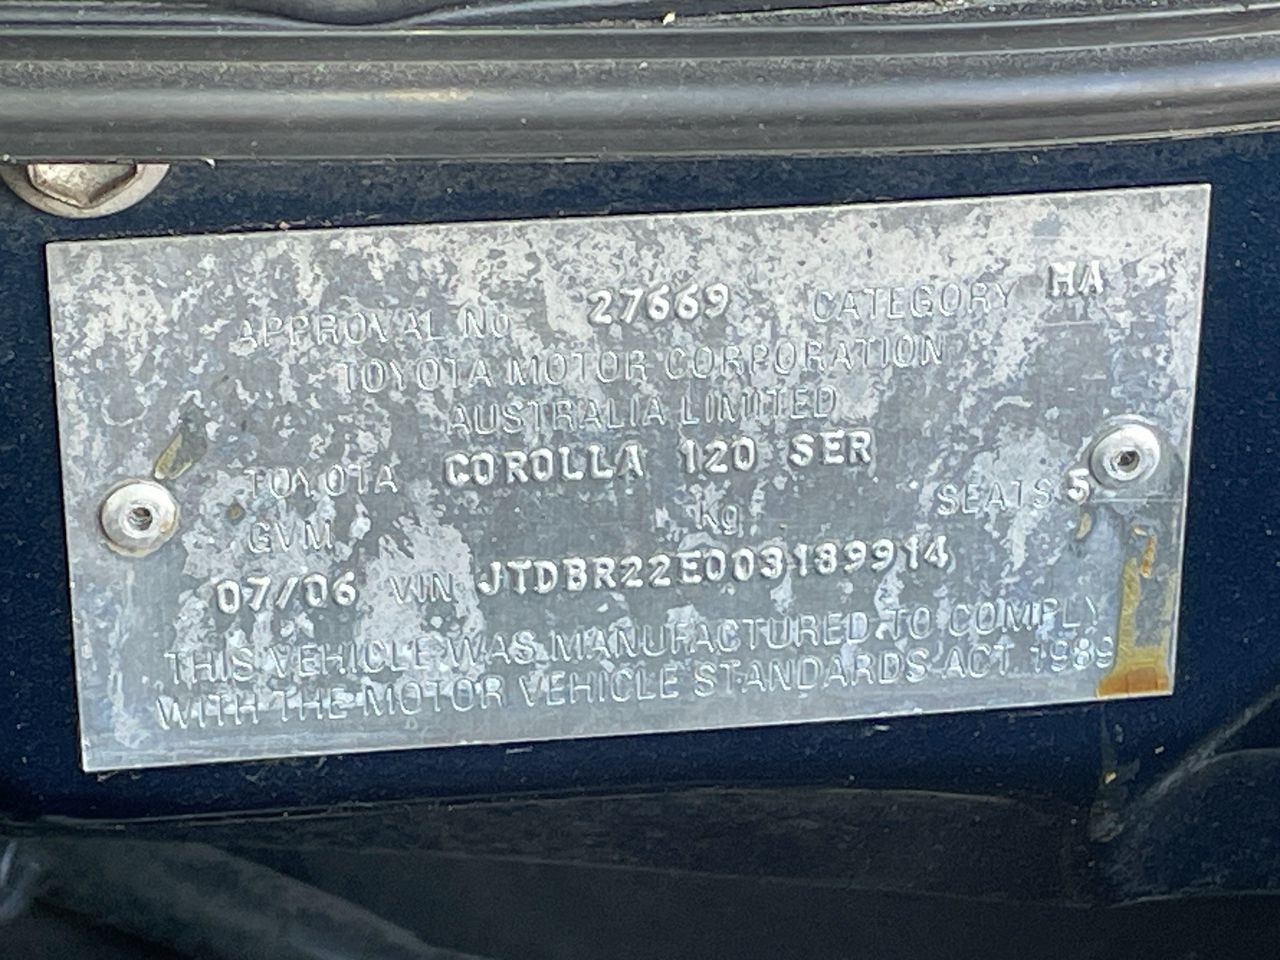 APPROVAL No 27669 CATEGORY MA
TOYOTA MOTOR CORPORATION
AUSTRALIA LIMITED
TOYOTA COROLLA 120 SER
GVM kg SEATS 5
07/06 VIN JTDBR22E003189914
THIS VEHICLE WAS MANUFACTURED TO COMPLY
WITH THE MOTOR VEHICLE STANDARDS ACT 1989